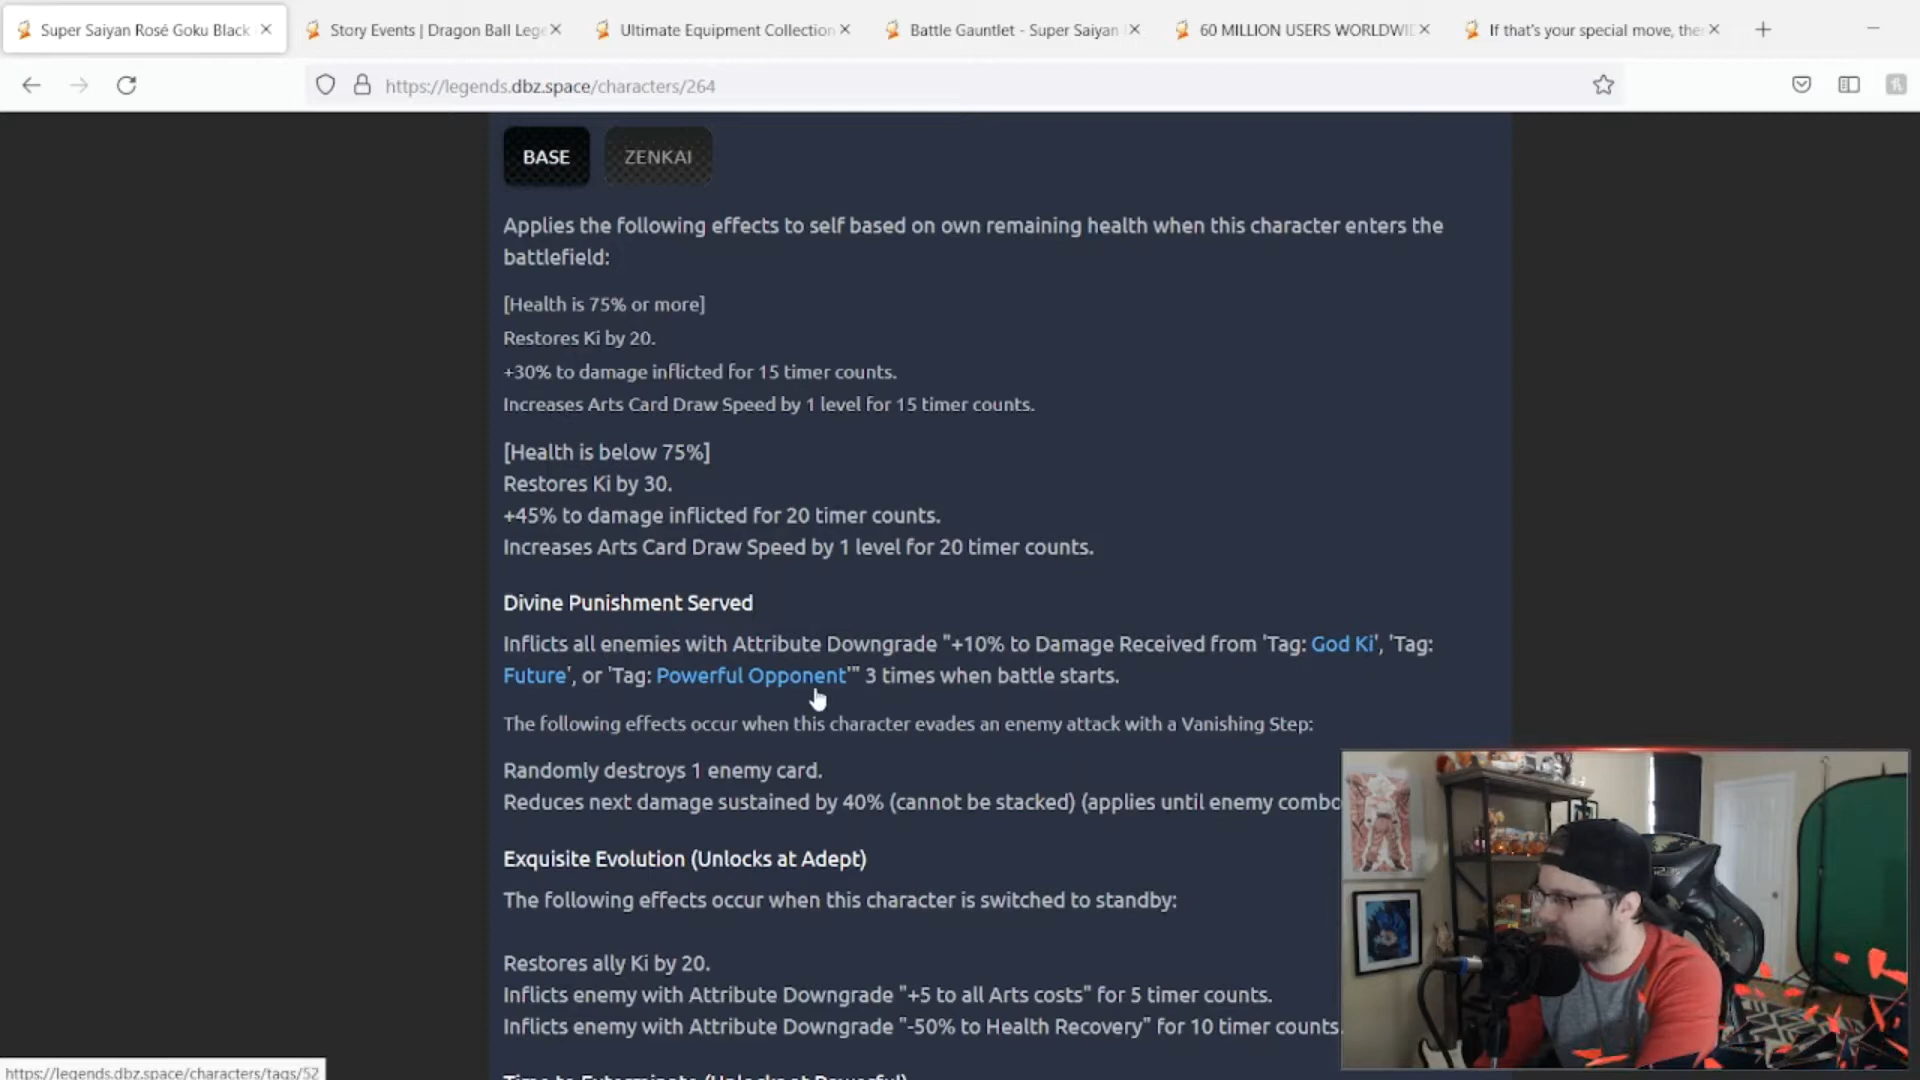 Super Saiyan Rosé Goku Black
Story Events | Dragon Ball Lege
Ultimate Equipment Collection
Battle Gauntlet - Super Saiyan
60 MILLION USERS WORLDWI
If that's your special move, the
https://legends.dbz.space/characters/264
BASE
ZENKAI
Applies the following effects to self based on own remaining health when this character enters the
battlefield:
[Health is 75% or more]
Restores Ki by 20.
+30% to damage inflicted for 15 timer counts.
Increases Arts Card Draw Speed by 1 level for 15 timer counts.
[Health is below 75%]
Restores Ki by 30.
+45% to damage inflicted for 20 timer counts.
Increases Arts Card Draw Speed by 1 level for 20 timer counts.
Divine Punishment Served
Inflicts all enemies with Attribute Downgrade "+10% to Damage Received from 'Tag: God Ki', 'Tag:
Future', or 'Tag: Powerful Opponent'" 3 times when battle starts.
The following effects occur when this character evades an enemy attack with a Vanishing Step:
Randomly destroys 1 enemy card.
Reduces next damage sustained by 40% (cannot be stacked) (applies until enemy combo
Exquisite Evolution (Unlocks at Adept)
The following effects occur when this character is switched to standby:
Restores ally Ki by 20.
Inflicts enemy with Attribute Downgrade "+5 to all Arts costs" for 5 timer counts.
Inflicts enemy with Attribute Downgrade "-50% to Health Recovery" for 10 timer counts.
Time to Exterminate (Unlocks at Powerful)
https://legends.dbz.space/characters/tags/52